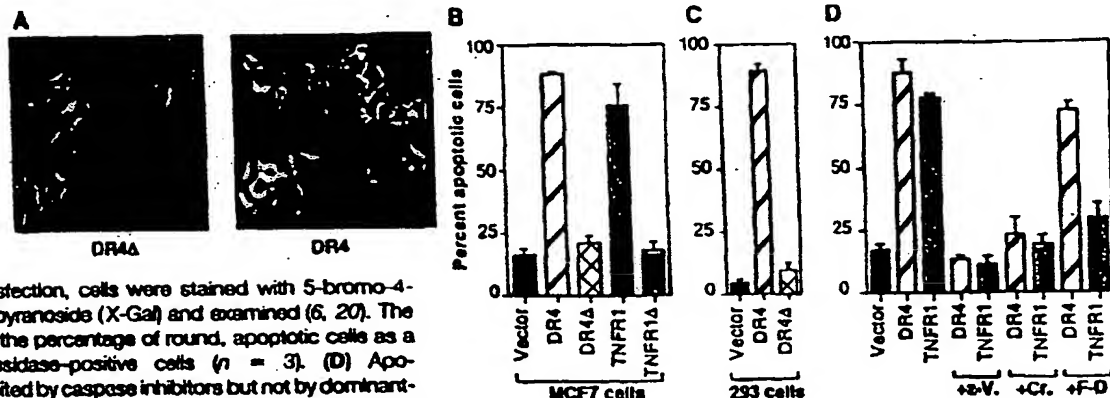 A
B
C
D
DR4Δ
DR4
sfection, cells were stained with 5-bromo-4-
pyranoside (X-Gal) and examined (6, 20). The
the percentage of round, apoptotic cells as a
sidase-positive cells (n = 3). (D) Apo-
ited by caspase inhibitors but not by dominant-
Percent apoptotic cells
100
75
50
25
0
Vector
DR4
DR4Δ
TNFR1
TNFR1Δ
MCF7 cells
100
75
50
25
0
Vector
DR4
DR4Δ
293 cells
100
75
50
25
0
Vector
DR4
TNFR1
DR4
TNFR1
DR4
TNFR1
DR4
TNFR1
+z-V.
+Cr.
+F-D